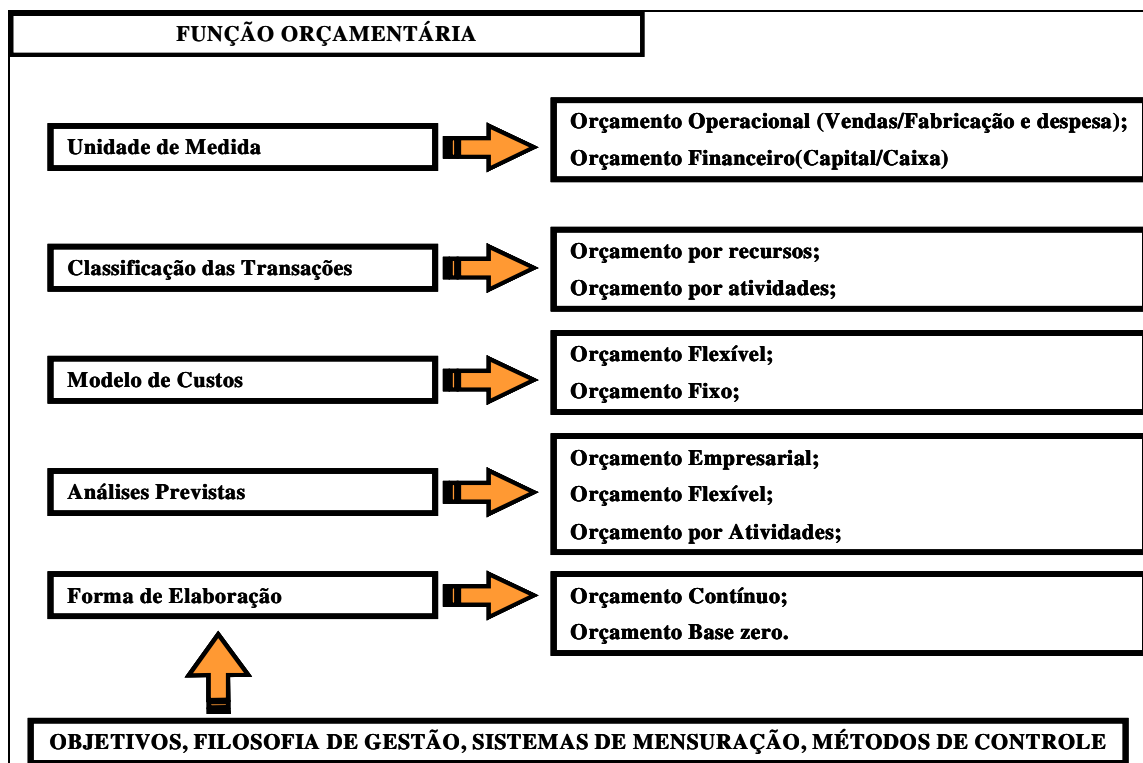 FUNÇÃO ORÇAMENTÁRIA
Unidade de Medida
Orçamento Operacional (Vendas/Fabricação e despesa);
Orçamento Financeiro(Capital/Caixa)
Classificação das Transações
Orçamento por recursos;
Orçamento por atividades;
Modelo de Custos
Orçamento Flexível;
Orçamento Fixo;
Análises Previstas
Orçamento Empresarial;
Orçamento Flexível;
Orçamento por Atividades;
Forma de Elaboração
Orçamento Contínuo;
Orçamento Base zero.
OBJETIVOS, FILOSOFIA DE GESTÃO, SISTEMAS DE MENSURAÇÃO, MÉTODOS DE CONTROLE